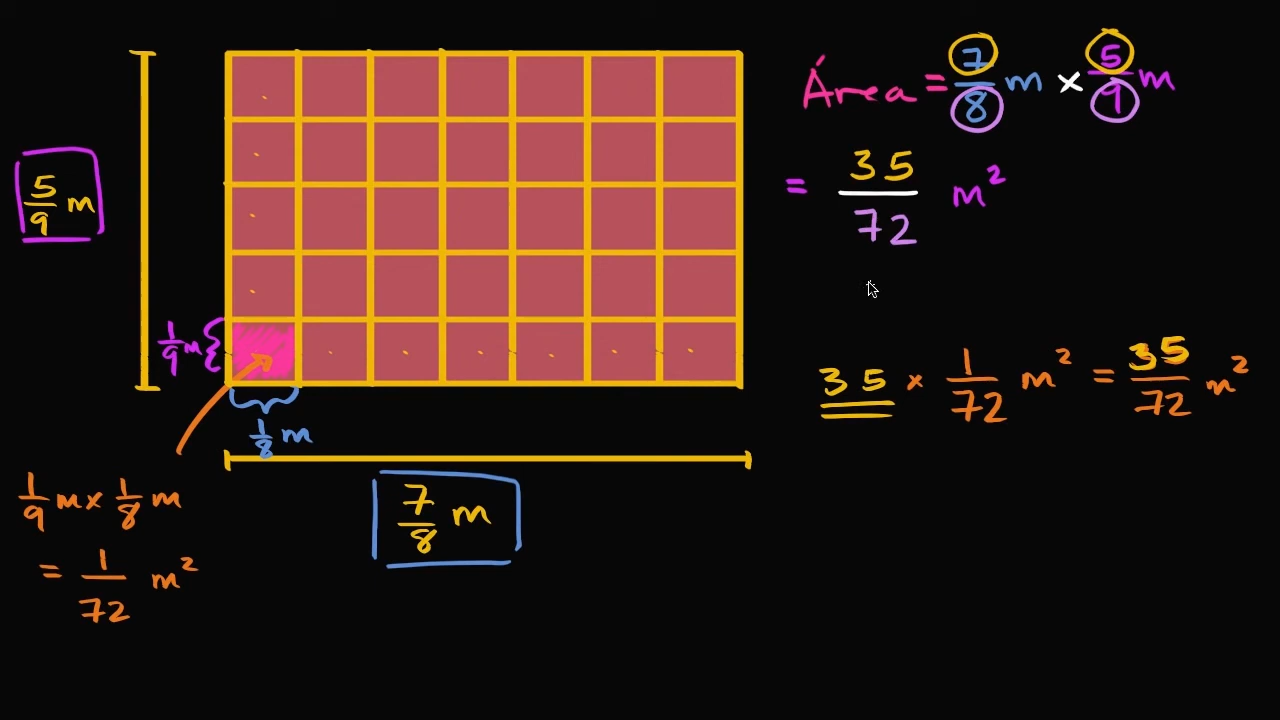 Área = 7/8 m × 5/9 m
= 35/72 m²
5/9 m
1/9 m
1/8 m
35 × 1/72 m² = 35/72 m²
7/8 m
1/9 m × 1/8 m
= 1/72 m²